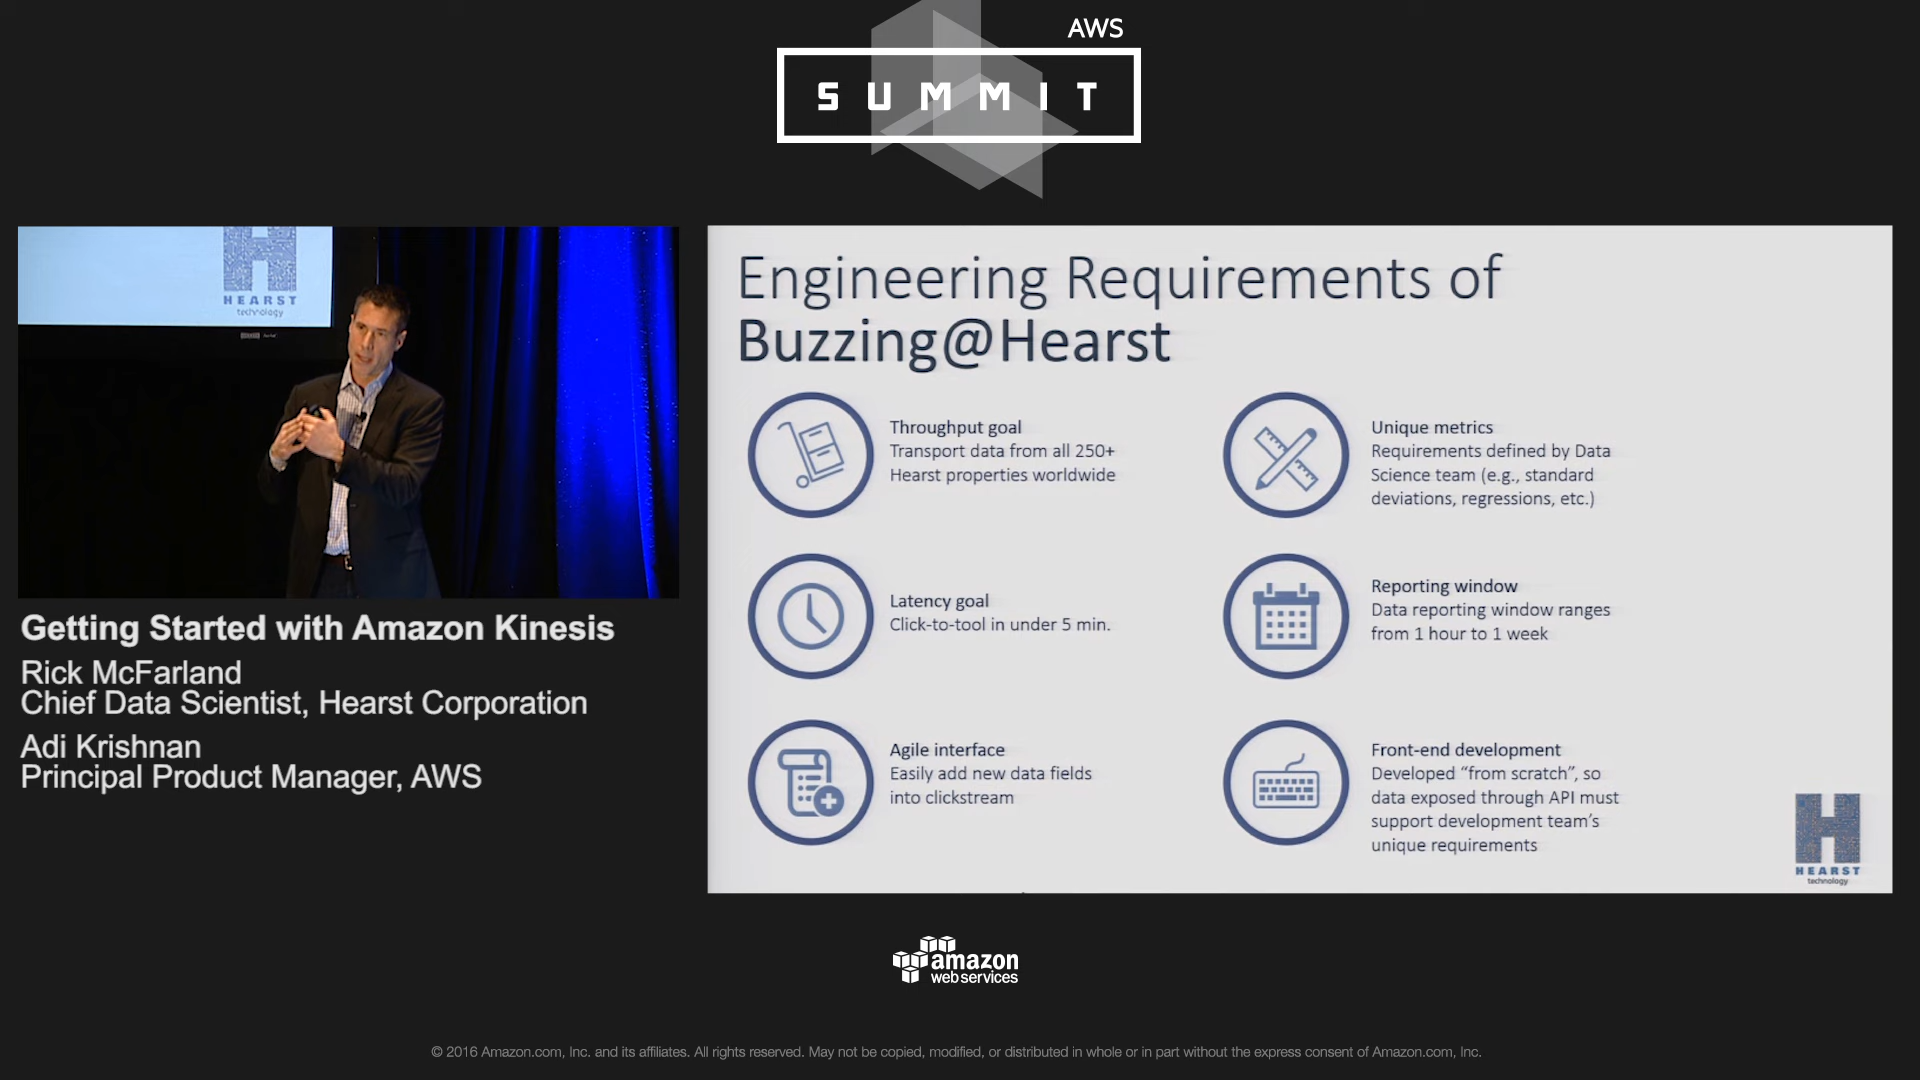 AWS
SUMMIT
HEARST
technology
Getting Started with Amazon Kinesis
Rick McFarland
Chief Data Scientist, Hearst Corporation
Adi Krishnan
Principal Product Manager, AWS
Engineering Requirements of
Buzzing@Hearst
Throughput goal
Transport data from all 250+
Hearst properties worldwide
Latency goal
Click-to-tool in under 5 min.
Agile interface
Easily add new data fields
into clickstream
Unique metrics
Requirements defined by Data
Science team (e.g., standard
deviations, regressions, etc.)
Reporting window
Data reporting window ranges
from 1 hour to 1 week
Front-end development
Developed “from scratch”, so
data exposed through API must
support development team’s
unique requirements
HEARST
technology
amazon
web services
© 2016 Amazon.com, Inc. and its affiliates. All rights reserved. May not be copied, modified, or distributed in whole or in part without the express consent of Amazon.com, Inc.